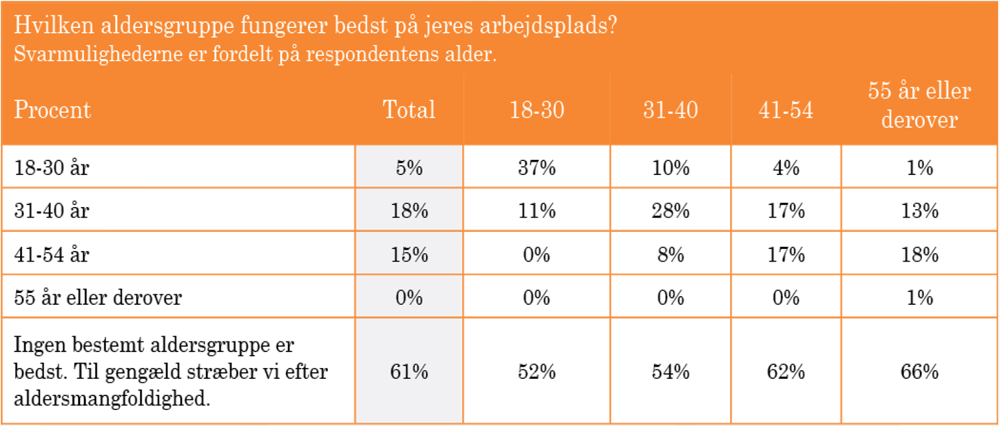 Hvilken aldersgruppe fungerer bedst på jeres arbejdsplads?
Svarmulighederne er fordelt på respondentens alder.
Procent Total 18-30 31-40 41-54 55 år eller derover
18-30 år 5% 37% 10% 4% 1%
31-40 år 18% 11% 28% 17% 13%
41-54 år 15% 0% 8% 17% 18%
55 år eller derover 0% 0% 0% 0% 1%
Ingen bestemt aldersgruppe er
bedst. Til gengæld stræber vi efter
aldersmangfoldighed.
61% 52% 54% 62% 66%